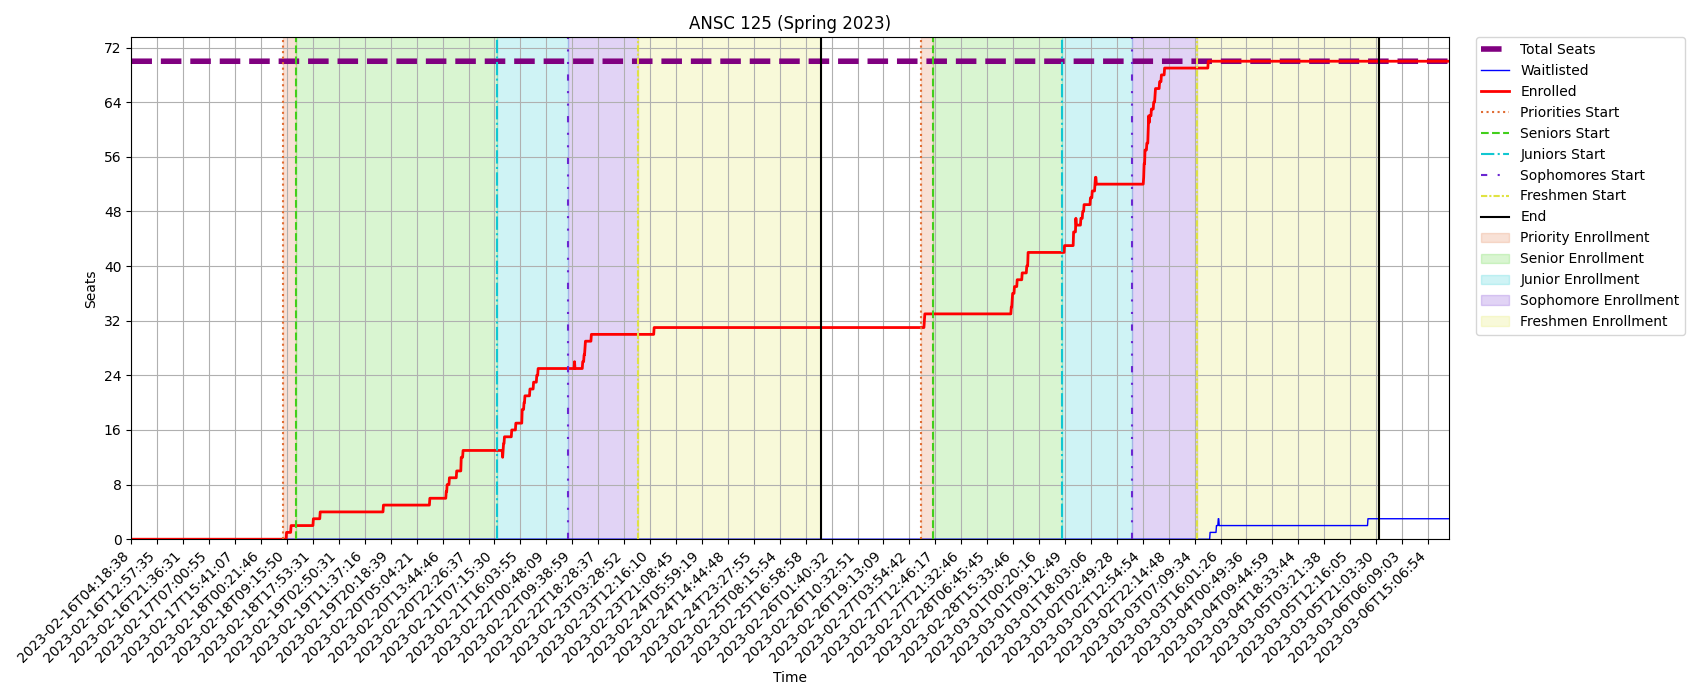 ANSC 125 (Spring 2023)
72
64
56
48
40
32
24
16
8
0
Seats
2023-02-16T04:18:38
2023-02-16T12:57:35
2023-02-16T21:36:31
2023-02-17T07:00:55
2023-02-17T15:41:07
2023-02-18T00:21:46
2023-02-18T09:15:50
2023-02-18T17:53:31
2023-02-19T02:50:31
2023-02-19T11:37:16
2023-02-19T20:18:39
2023-02-20T05:04:21
2023-02-20T13:44:46
2023-02-20T22:26:37
2023-02-21T07:15:30
2023-02-21T16:03:55
2023-02-22T00:48:09
2023-02-22T09:38:59
2023-02-22T18:28:37
2023-02-23T03:28:52
2023-02-23T12:16:10
2023-02-23T21:08:45
2023-02-24T05:59:19
2023-02-24T14:44:48
2023-02-24T23:27:55
2023-02-25T08:15:54
2023-02-25T16:58:58
2023-02-26T01:40:32
2023-02-26T10:32:51
2023-02-26T19:13:09
2023-02-27T03:54:42
2023-02-27T12:46:17
2023-02-27T21:32:46
2023-02-28T06:45:45
2023-02-28T15:33:46
2023-03-01T00:20:16
2023-03-01T09:12:49
2023-03-01T18:03:06
2023-03-02T02:49:28
2023-03-02T12:54:54
2023-03-02T22:14:48
2023-03-03T07:09:34
2023-03-03T16:01:26
2023-03-04T00:49:36
2023-03-04T09:44:59
2023-03-04T18:33:44
2023-03-05T03:21:38
2023-03-05T12:16:05
2023-03-05T21:03:30
2023-03-06T06:09:03
2023-03-06T15:06:54
Time
Total Seats
Waitlisted
Enrolled
Priorities Start
Seniors Start
Juniors Start
Sophomores Start
Freshmen Start
End
Priority Enrollment
Senior Enrollment
Junior Enrollment
Sophomore Enrollment
Freshmen Enrollment